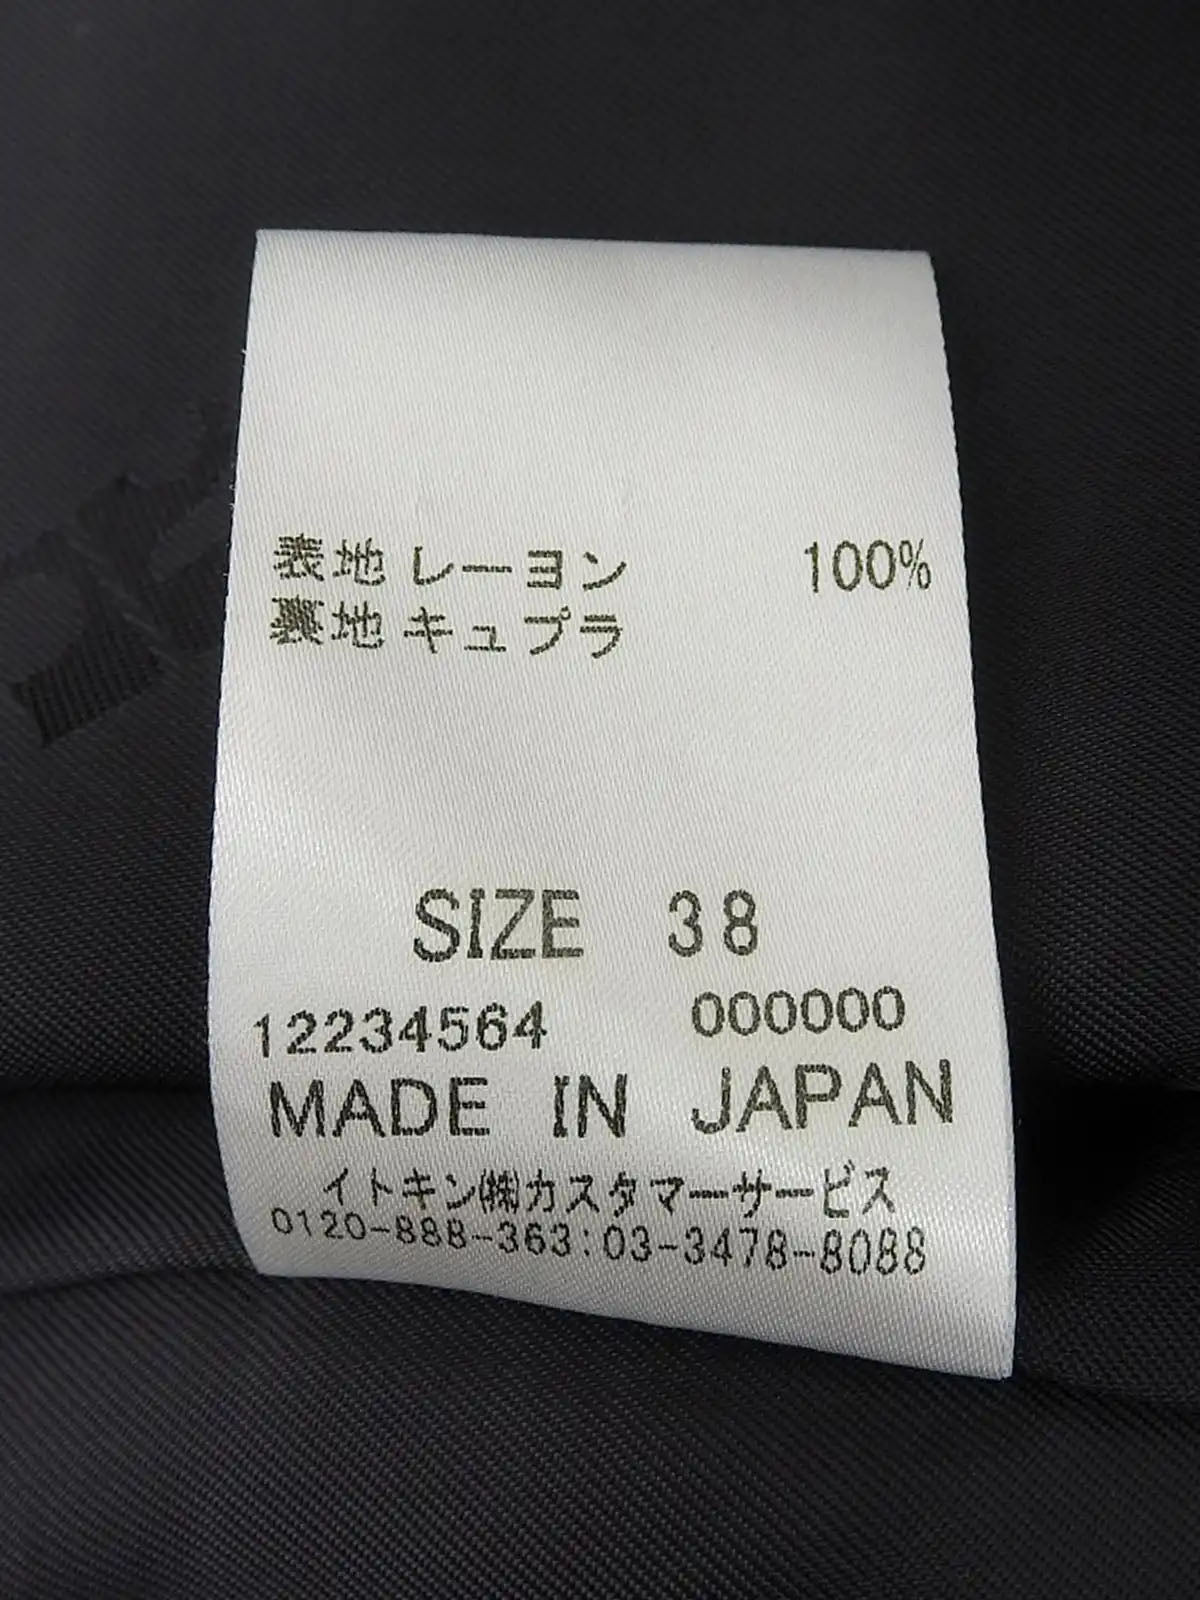 表地 レーヨン 100%
裏地 キュプラ
SIZE 38
12234564 000000
MADE IN JAPAN
イトキン㈱カスタマーサービス
0120-888-363:03-3478-8088